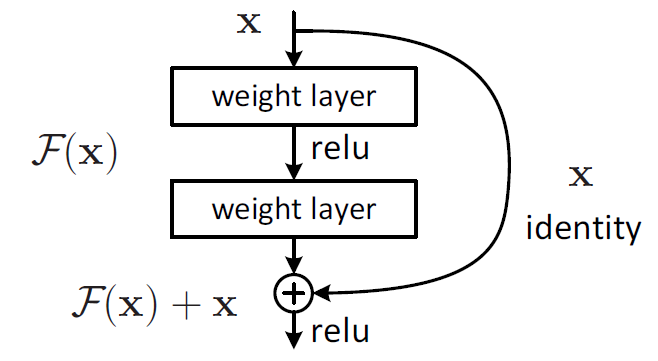 x
weight layer
relu
F(x)
x
weight layer
identity
F(x) + x
+
relu